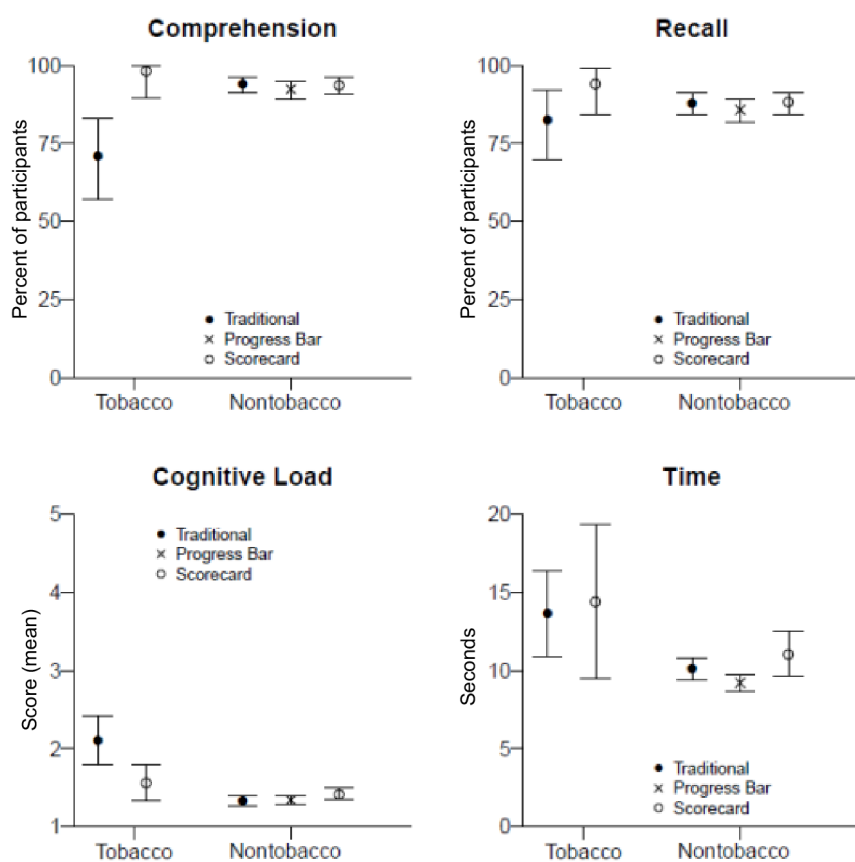 Comprehension
Percent of participants
100
75
50
25
0
Traditional
Progress Bar
Scorecard
Tobacco
Nontobacco
Recall
Percent of participants
100
75
50
25
0
Traditional
Progress Bar
Scorecard
Tobacco
Nontobacco
Cognitive Load
Score (mean)
5
4
3
2
1
Traditional
Progress Bar
Scorecard
Tobacco
Nontobacco
Time
Seconds
20
15
10
5
0
Traditional
Progress Bar
Scorecard
Tobacco
Nontobacco